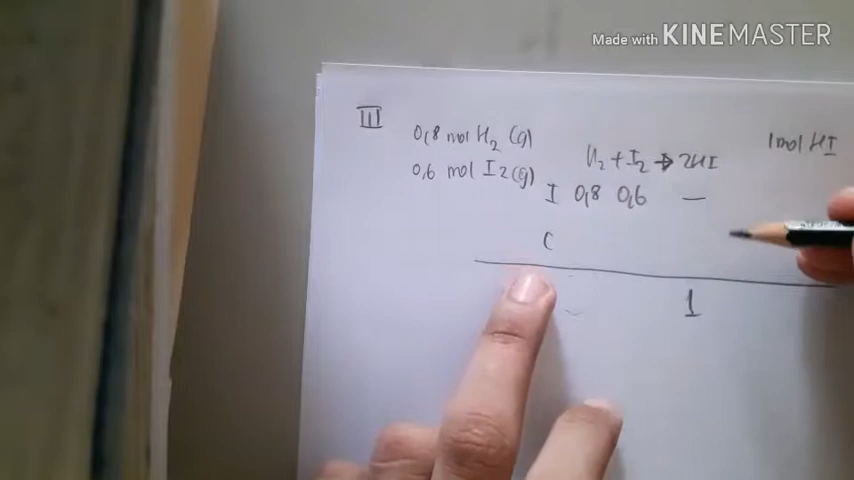 Made with KINEMASTER
III
0,8 mol H2 (g)
0,6 mol I2(g)
H2 + I2 → 2HI
1 mol HI
I 0,8 0,6 —
C
1